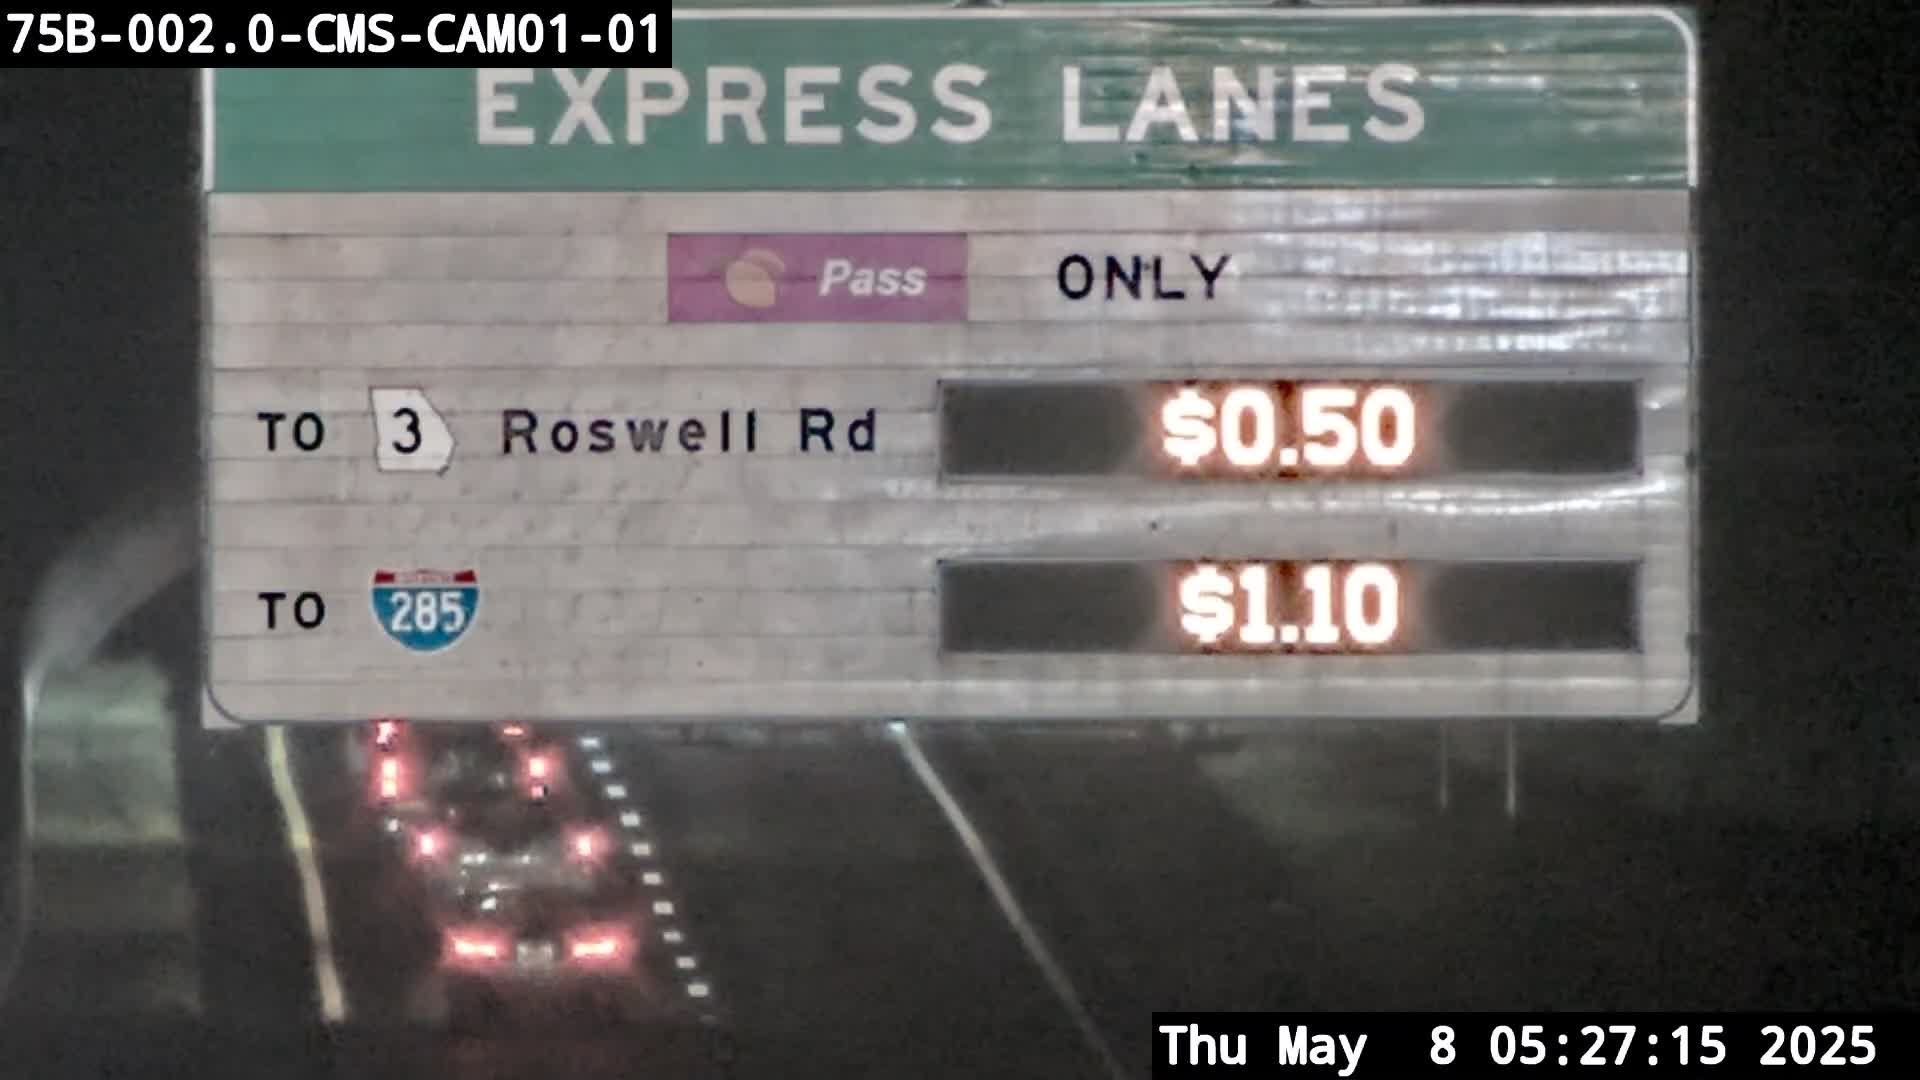 75B-002.0-CMS-CAM01-01
EXPRESS LANES
Pass ONLY
TO 3 Roswell Rd $0.50
TO 285 $1.10
Thu May 8 05:27:15 2025